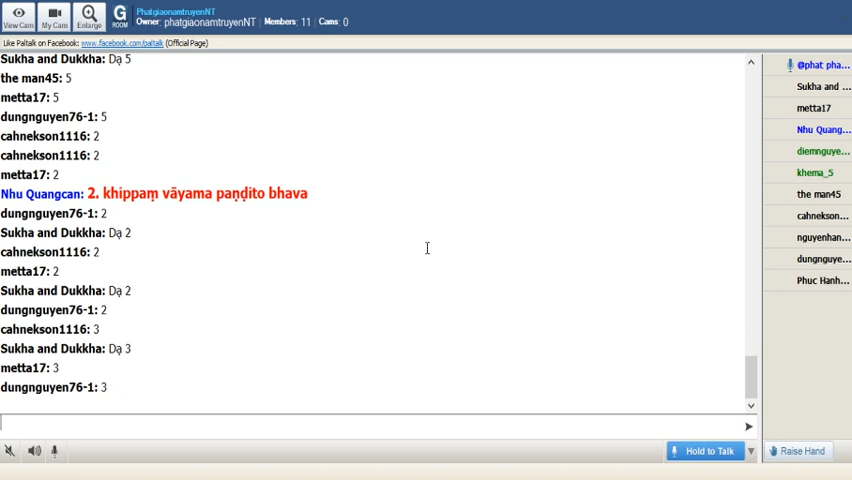 PhatgiaonamtruyenNT
Owner: phatgiaonamtruyenNT Members: 11 Cams: 0
View Cam My Cam Enlarge G ROOM
Like Paltalk on Facebook: www.facebook.com/paltalk (Official Page)
Sukha and Dukkha: Dạ 5
the man45: 5
metta17: 5
dungnguyen76-1: 5
cahnekson1116: 2
cahnekson1116: 2
metta17: 2
Nhu Quangcan: 2. khippaṃ vāyama paṇḍito bhava
dungnguyen76-1: 2
Sukha and Dukkha: Dạ 2
cahnekson1116: 2
metta17: 2
Sukha and Dukkha: Dạ 2
dungnguyen76-1: 2
cahnekson1116: 3
Sukha and Dukkha: Dạ 3
metta17: 3
dungnguyen76-1: 3
@phat pha...
Sukha and ...
metta17
Nhu Quang...
diemnguye...
khema_5
the man45
cahnekson...
nguyenhan...
dungnguye...
Phuc Hanh...
Hold to Talk
Raise Hand